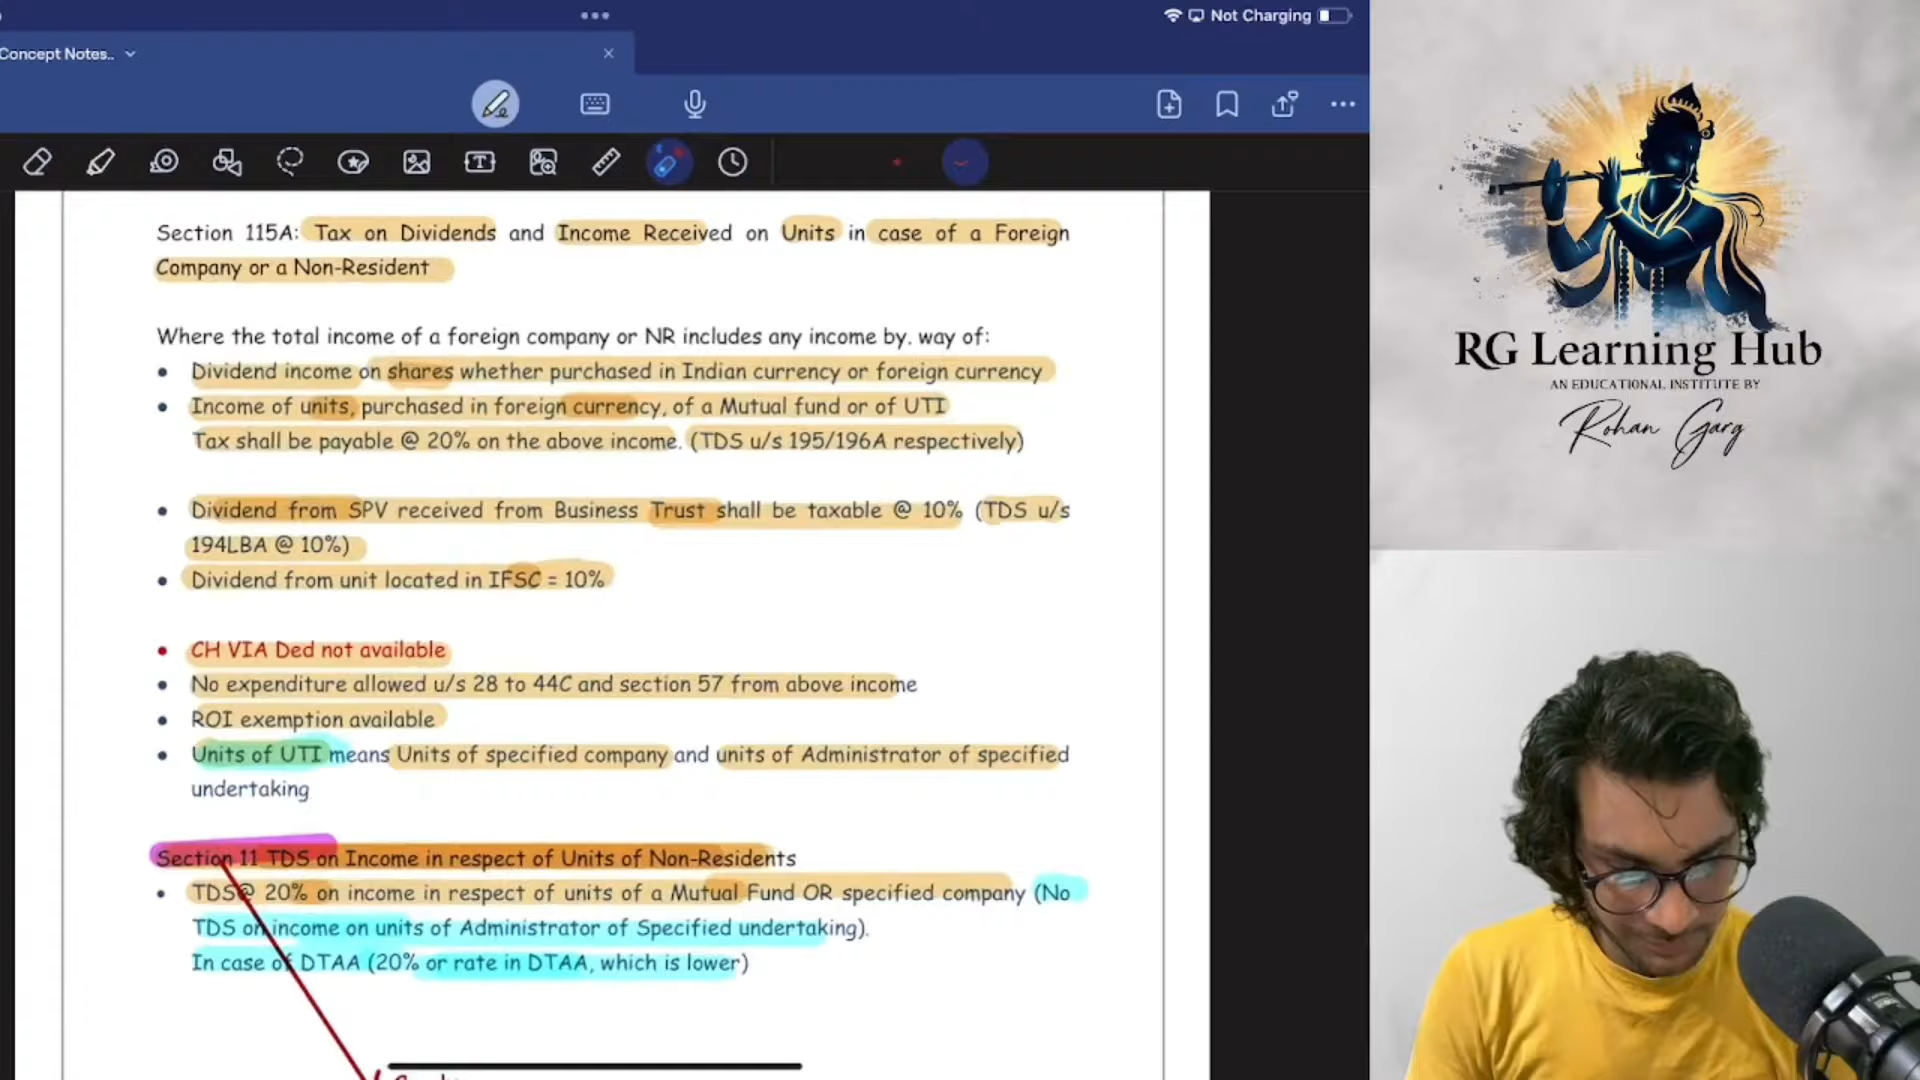 Not Charging
Concept Notes..
Section 115A: Tax on Dividends and Income Received on Units in case of a Foreign
Company or a Non-Resident
Where the total income of a foreign company or NR includes any income by. way of:
• Dividend income on shares whether purchased in Indian currency or foreign currency
• Income of units, purchased in foreign currency, of a Mutual fund or of UTI
Tax shall be payable @ 20% on the above income. (TDS u/s 195/196A respectively)
• Dividend from SPV received from Business Trust shall be taxable @ 10% (TDS u/s
194LBA @ 10%)
• Dividend from unit located in IFSC = 10%
• CH VIA Ded not available
• No expenditure allowed u/s 28 to 44C and section 57 from above income
• ROI exemption available
• Units of UTI means Units of specified company and units of Administrator of specified
undertaking
Section 11 TDS on Income in respect of Units of Non-Residents
• TDS@ 20% on income in respect of units of a Mutual Fund OR specified company (No
TDS on income on units of Administrator of Specified undertaking).
In case of DTAA (20% or rate in DTAA, which is lower)
RG Learning Hub
AN EDUCATIONAL INSTITUTE BY
Rohan Garg